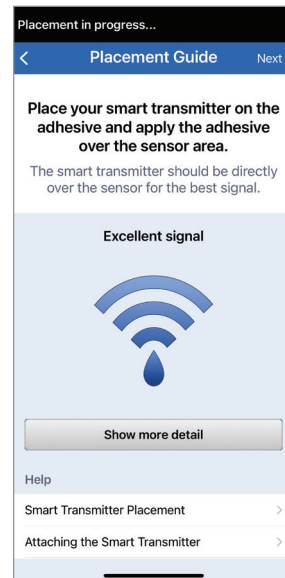 Placement in progress...
Placement Guide Next
Place your smart transmitter on the
adhesive and apply the adhesive
over the sensor area.
The smart transmitter should be directly
over the sensor for the best signal.
Excellent signal
Show more detail
Help
Smart Transmitter Placement
Attaching the Smart Transmitter